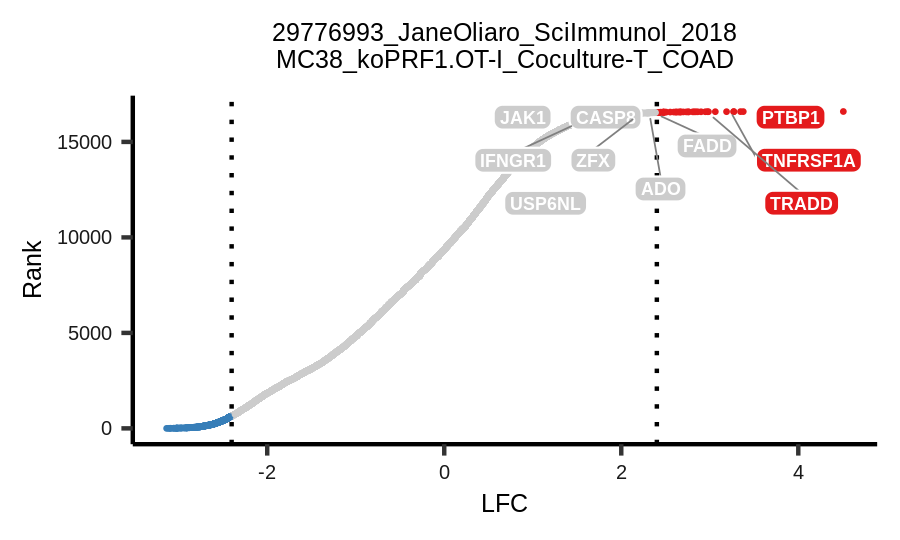 29776993_JaneOliaro_SciImmunol_2018
MC38_koPRF1.OT-I_Coculture-T_COAD
JAK1
CASP8
PTBP1
FADD
IFNGR1
ZFX
TNFRSF1A
ADO
USP6NL
TRADD
15000
10000
5000
0
Rank
-2
0
2
4
LFC